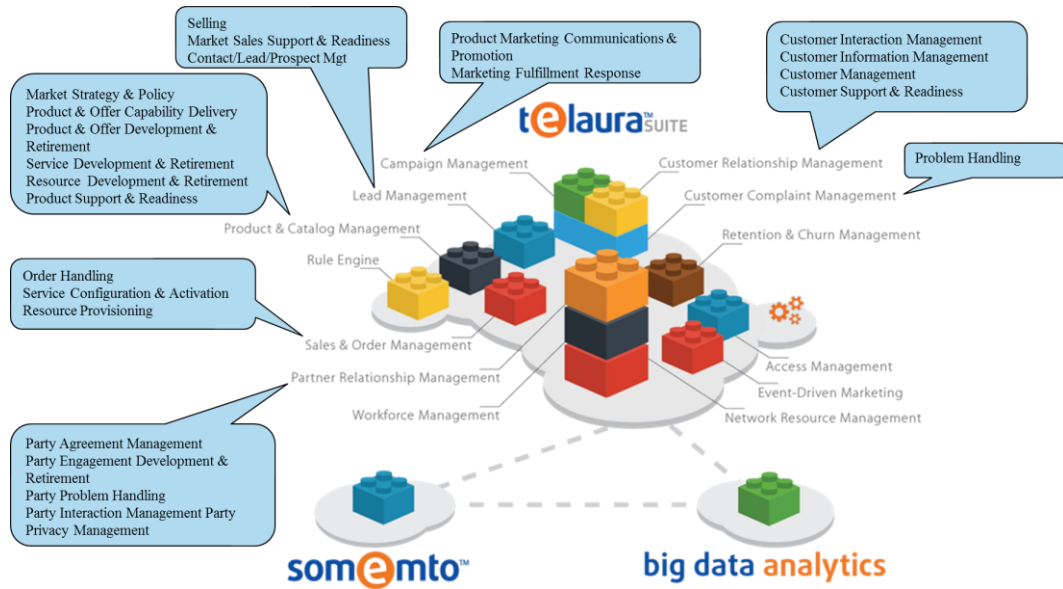 Selling
Market Sales Support & Readiness
Contact/Lead/Prospect Mgt
Product Marketing Communications &
Promotion
Marketing Fulfillment Response
Customer Interaction Management
Customer Information Management
Customer Management
Customer Support & Readiness
Market Strategy & Policy
Product & Offer Capability Delivery
Product & Offer Development &
Retirement
Service Development & Retirement
Resource Development & Retirement
Product Support & Readiness
telaura™ SUITE
Problem Handling
Campaign Management
Customer Relationship Management
Lead Management
Customer Complaint Management
Product & Catalog Management
Retention & Churn Management
Rule Engine
Order Handling
Service Configuration & Activation
Resource Provisioning
Sales & Order Management
Access Management
Partner Relationship Management
Event-Driven Marketing
Workforce Management
Network Resource Management
Party Agreement Management
Party Engagement Development &
Retirement
Party Problem Handling
Party Interaction Management Party
Privacy Management
somemto™
big data analytics